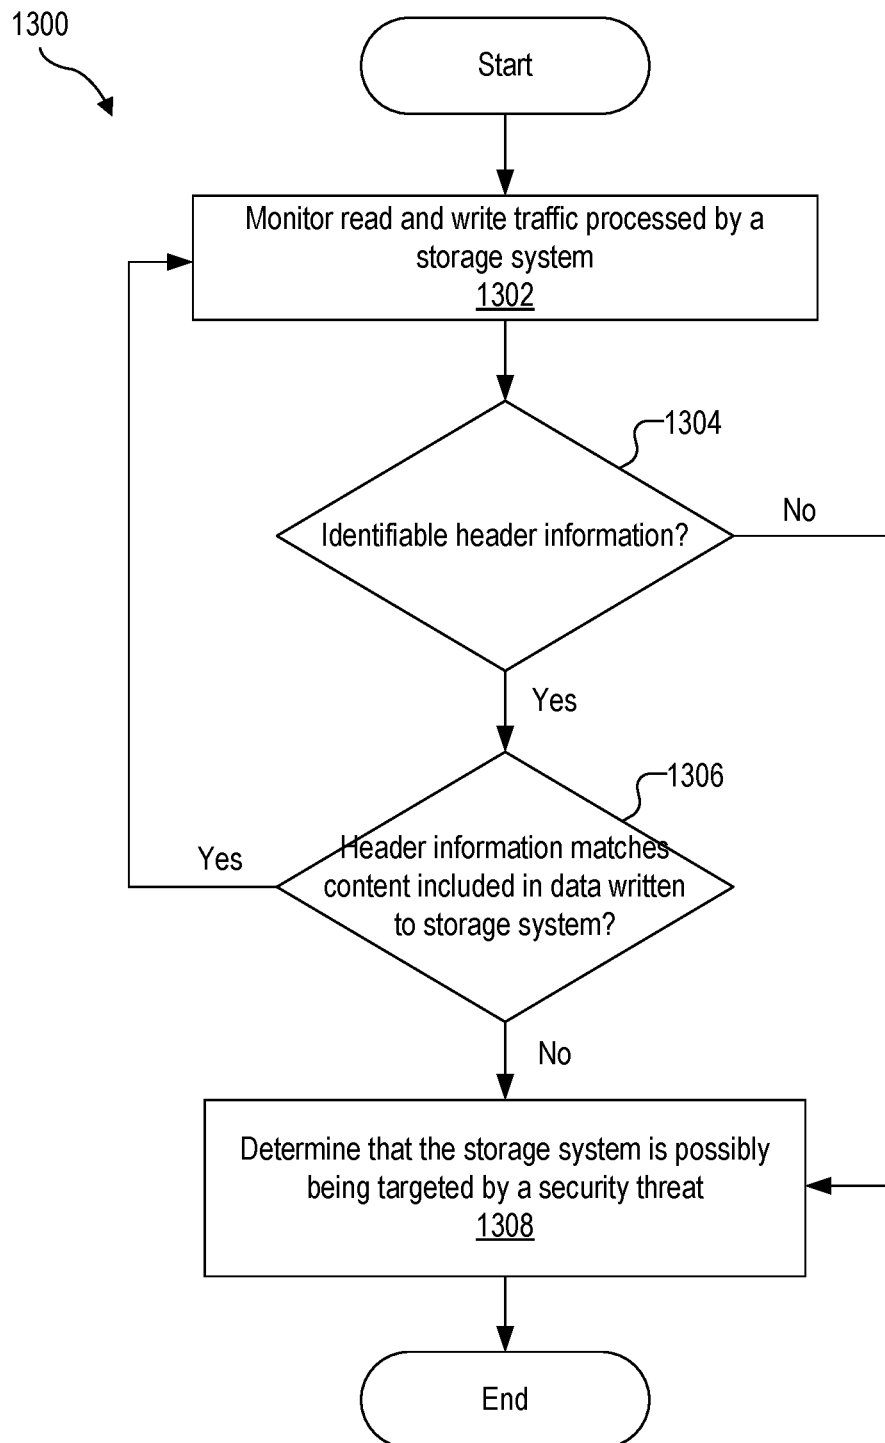 1300
Start
Monitor read and write traffic processed by a
storage system
1302
1304
Identifiable header information?
No
Yes
1306
Header information matches
content included in data written
to storage system?
Yes
No
Determine that the storage system is possibly
being targeted by a security threat
1308
End